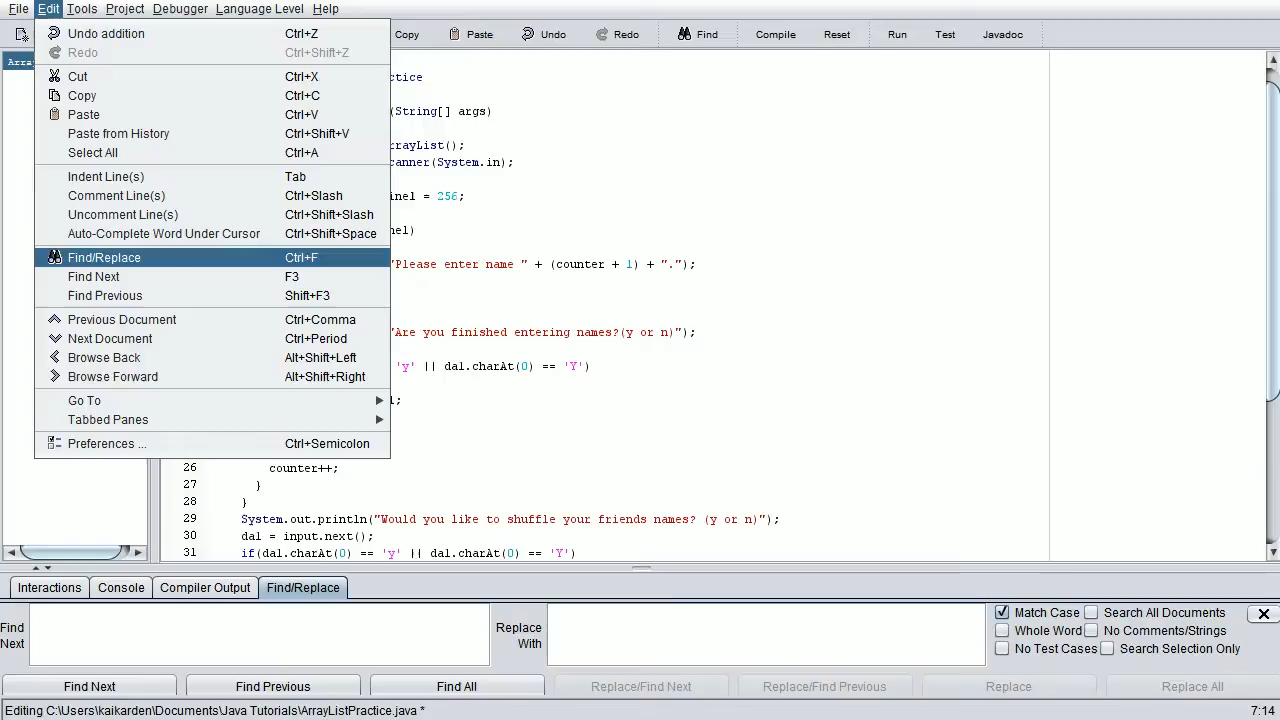 File Edit Tools Project Debugger Language Level Help
Copy Paste Undo Redo Find Compile Reset Run Test Javadoc
Undo addition Ctrl+Z
Redo Ctrl+Shift+Z
Cut Ctrl+X
Copy Ctrl+C
Paste Ctrl+V
Paste from History Ctrl+Shift+V
Select All Ctrl+A
Indent Line(s) Tab
Comment Line(s) Ctrl+Slash
Uncomment Line(s) Ctrl+Shift+Slash
Auto-Complete Word Under Cursor Ctrl+Shift+Space
Find/Replace Ctrl+F
Find Next F3
Find Previous Shift+F3
Previous Document Ctrl+Comma
Next Document Ctrl+Period
Browse Back Alt+Shift+Left
Browse Forward Alt+Shift+Right
Go To
Tabbed Panes
Preferences ... Ctrl+Semicolon
Arra
ctice
(String[] args)
rrayList();
canner(System.in);
inel = 256;
nel)
"Please enter name " + (counter + 1) + ".");
"Are you finished entering names?(y or n)");
'y' || dal.charAt(0) == 'Y')
l;
26 counter++;
27 }
28 }
29 System.out.println("Would you like to shuffle your friends names? (y or n)");
30 dal = input.next();
31 if(dal.charAt(0) == 'y' || dal.charAt(0) == 'Y')
Interactions Console Compiler Output Find/Replace
Find Next
Replace With
Match Case Search All Documents
Whole Word No Comments/Strings
No Test Cases Search Selection Only
Find Next Find Previous Find All Replace/Find Next Replace/Find Previous Replace Replace All
Editing C:\Users\kaikarden\Documents\Java Tutorials\ArrayListPractice.java * 7:14